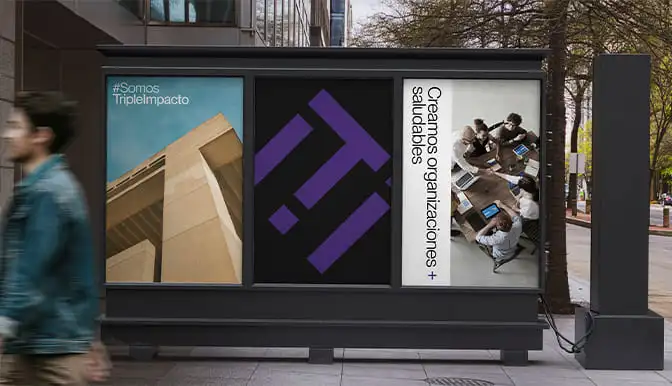 #Somos
TripleImpacto
Creamos organizaciones +
saludables